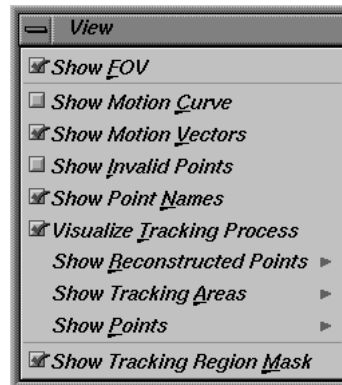 View
Show FOV
Show Motion Curve
Show Motion Vectors
Show Invalid Points
Show Point Names
Visualize Tracking Process
Show Reconstructed Points
Show Tracking Areas
Show Points
Show Tracking Region Mask